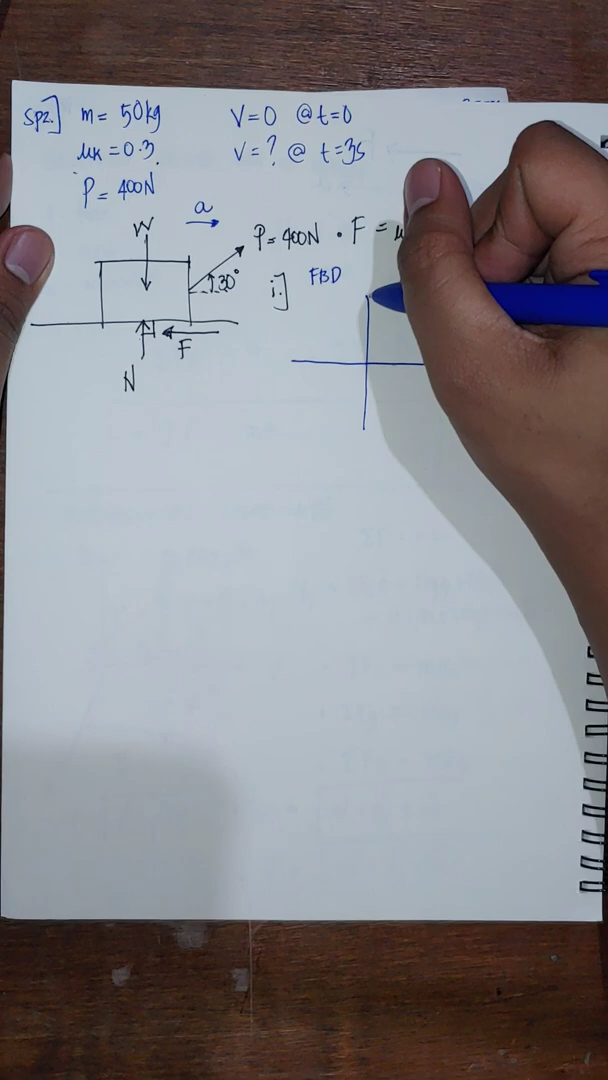 SP2.] m = 50kg V=0 @ t=0
μk = 0.3 V=? @ t=3s
P = 400N
W a P = 400N • F =
30° i.] FBD
F
N